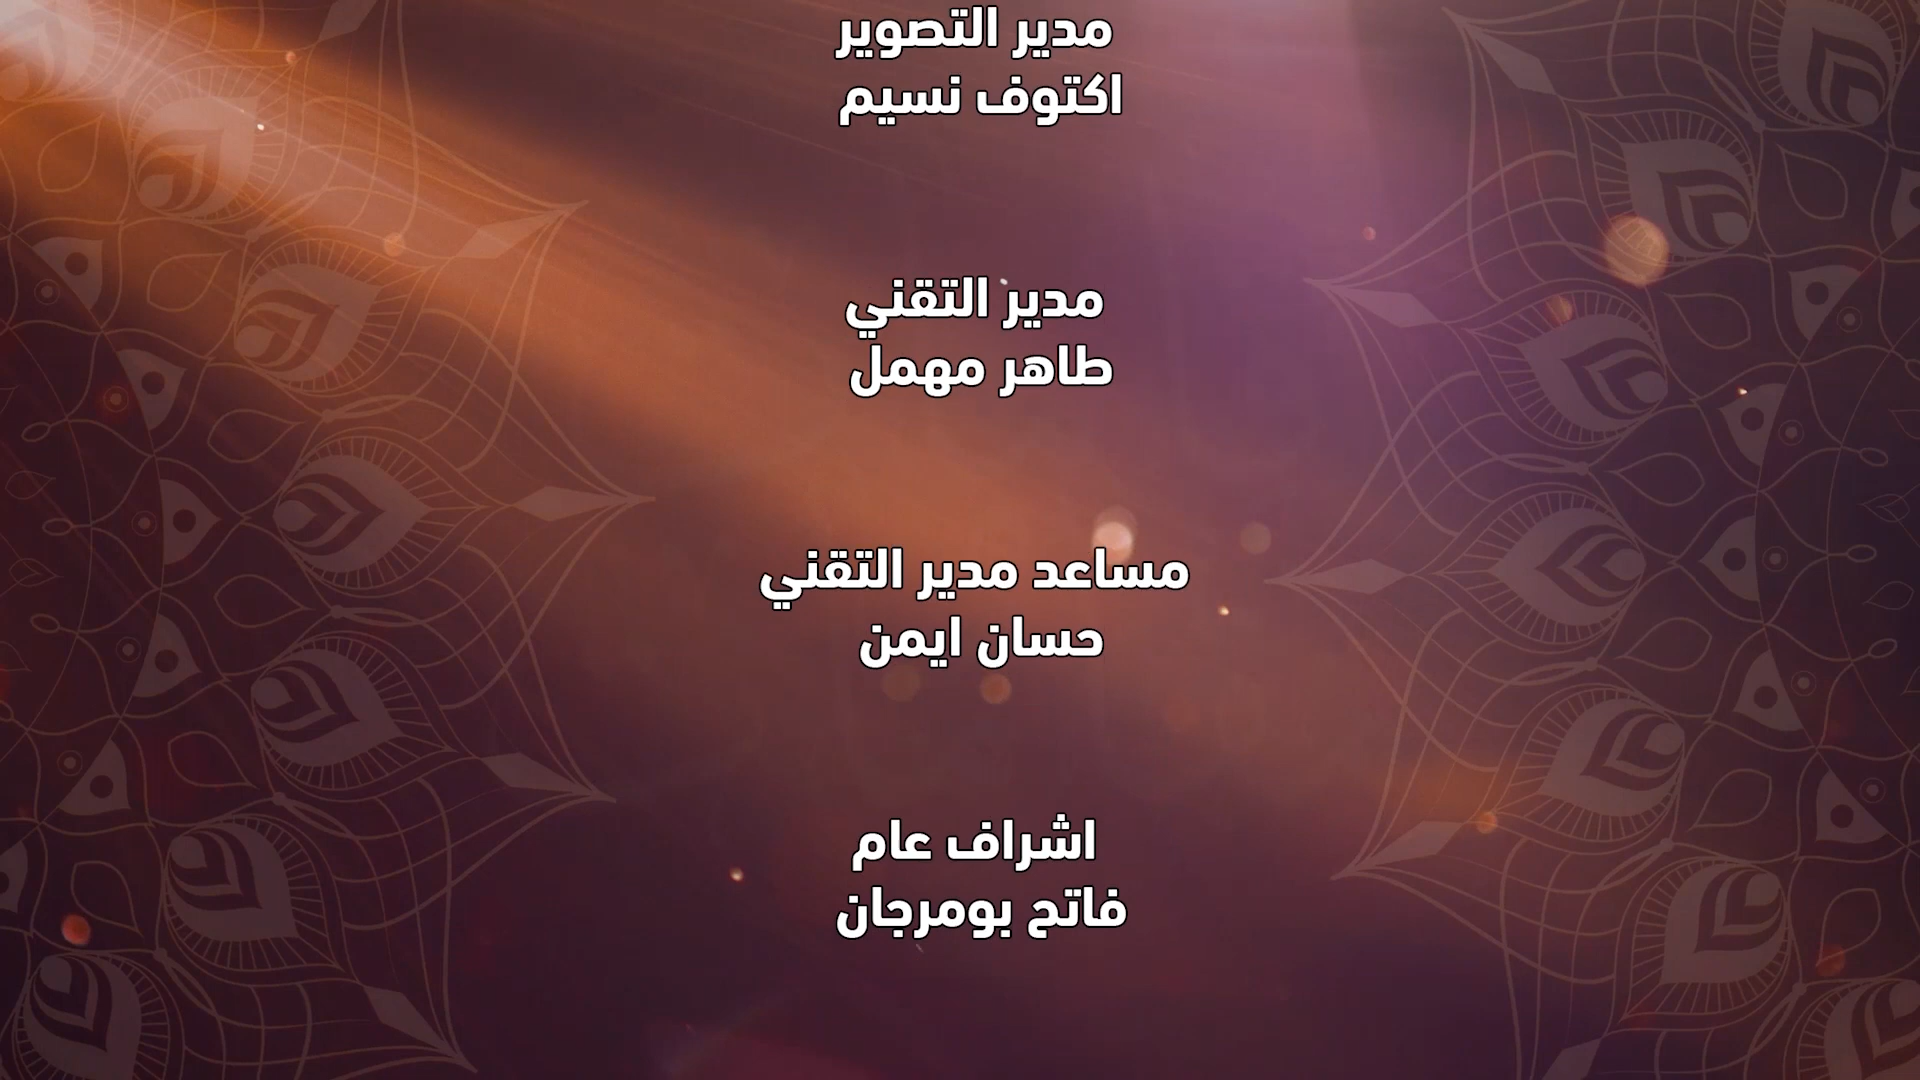 مدير التصوير
اكتوف نسيم
مدير التقني
طاهر مهمل
مساعد مدير التقني
حسان ايمن
اشراف عام
فاتح بومرجان